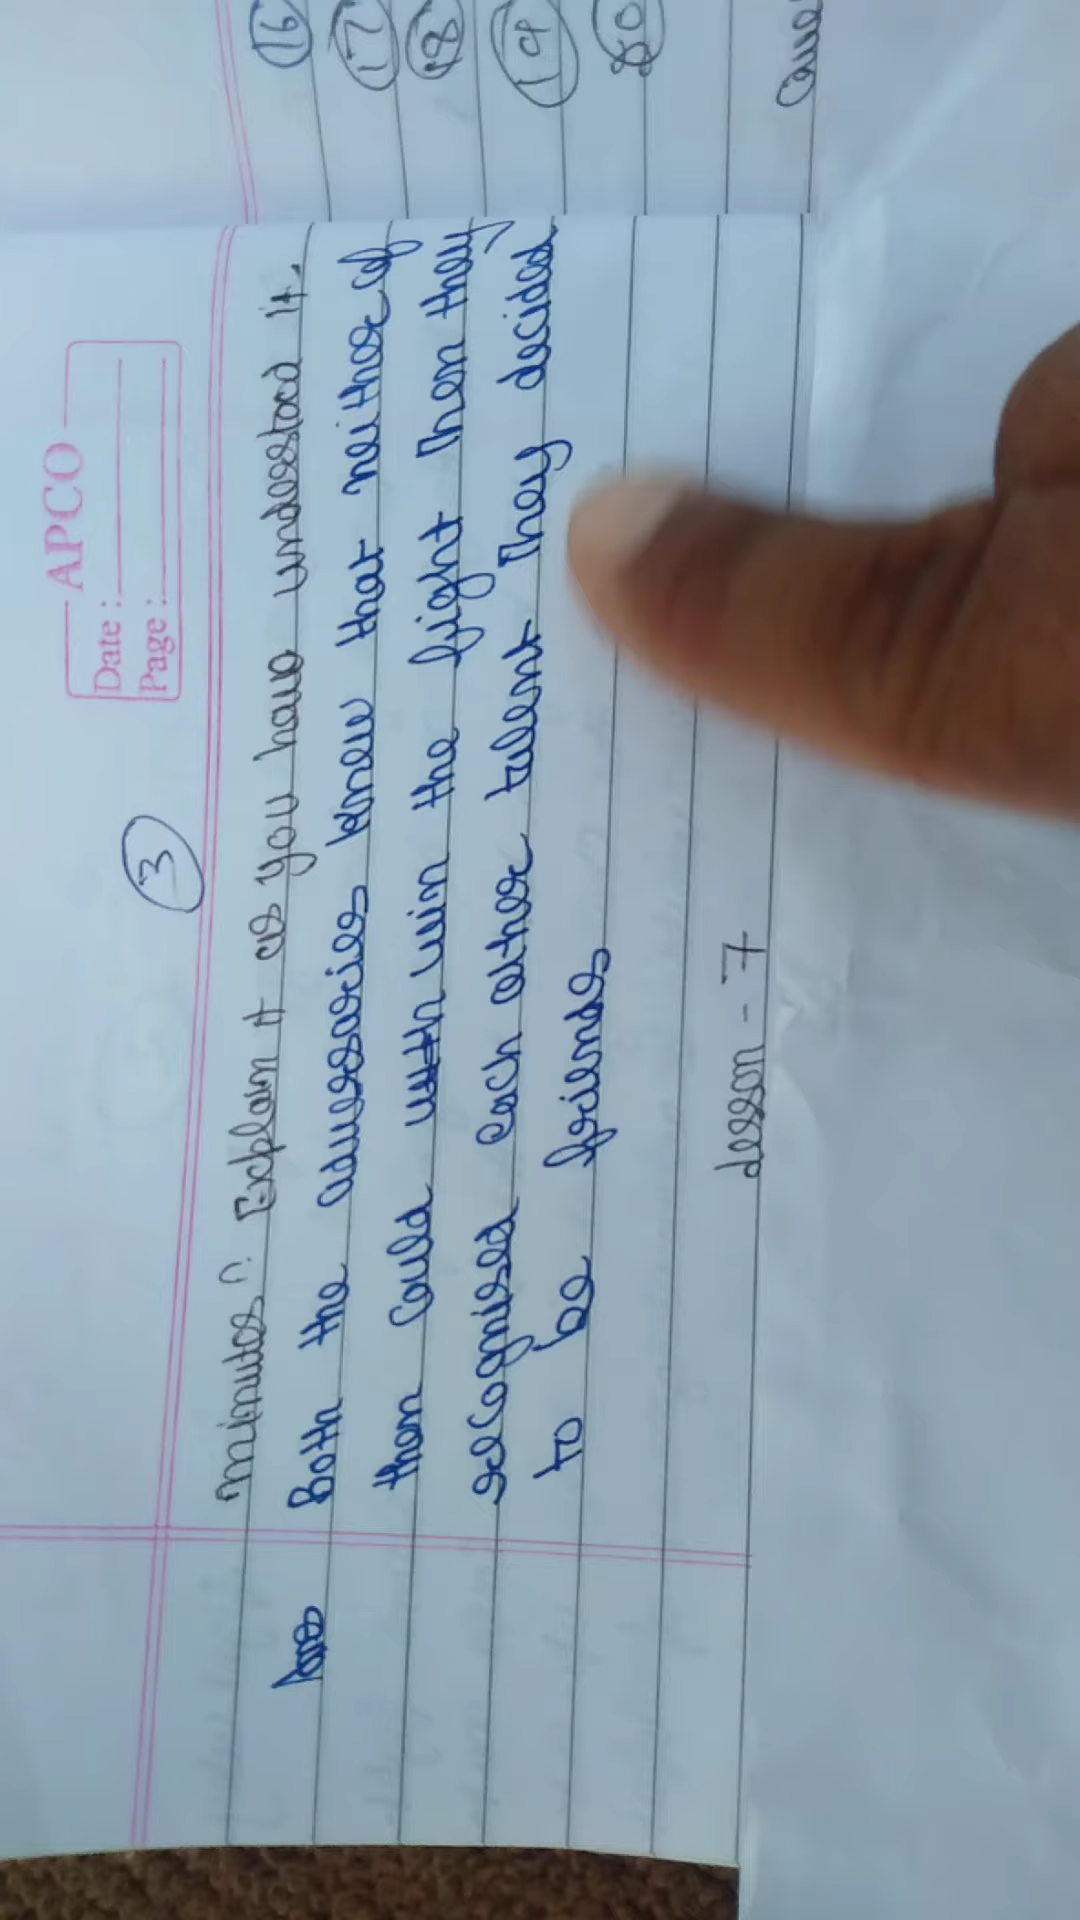 APCO
Date :
Page :
3
minutes ? Explain it as you have understood it.
Ans Both the adversaries knew that neither of
them could win the fight Then they
recognised each other talent They decided
to be friends
Lesson - 7
16
17
18
19